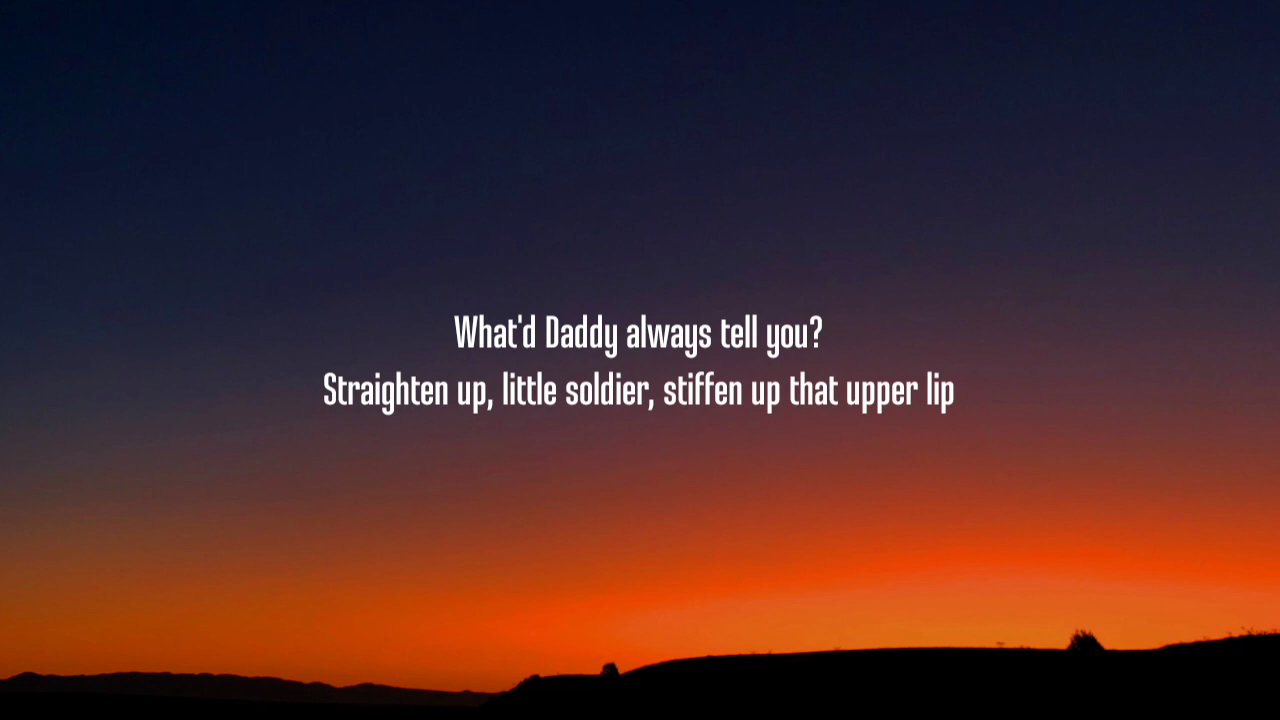 What'd Daddy always tell you?
Straighten up, little soldier, stiffen up that upper lip